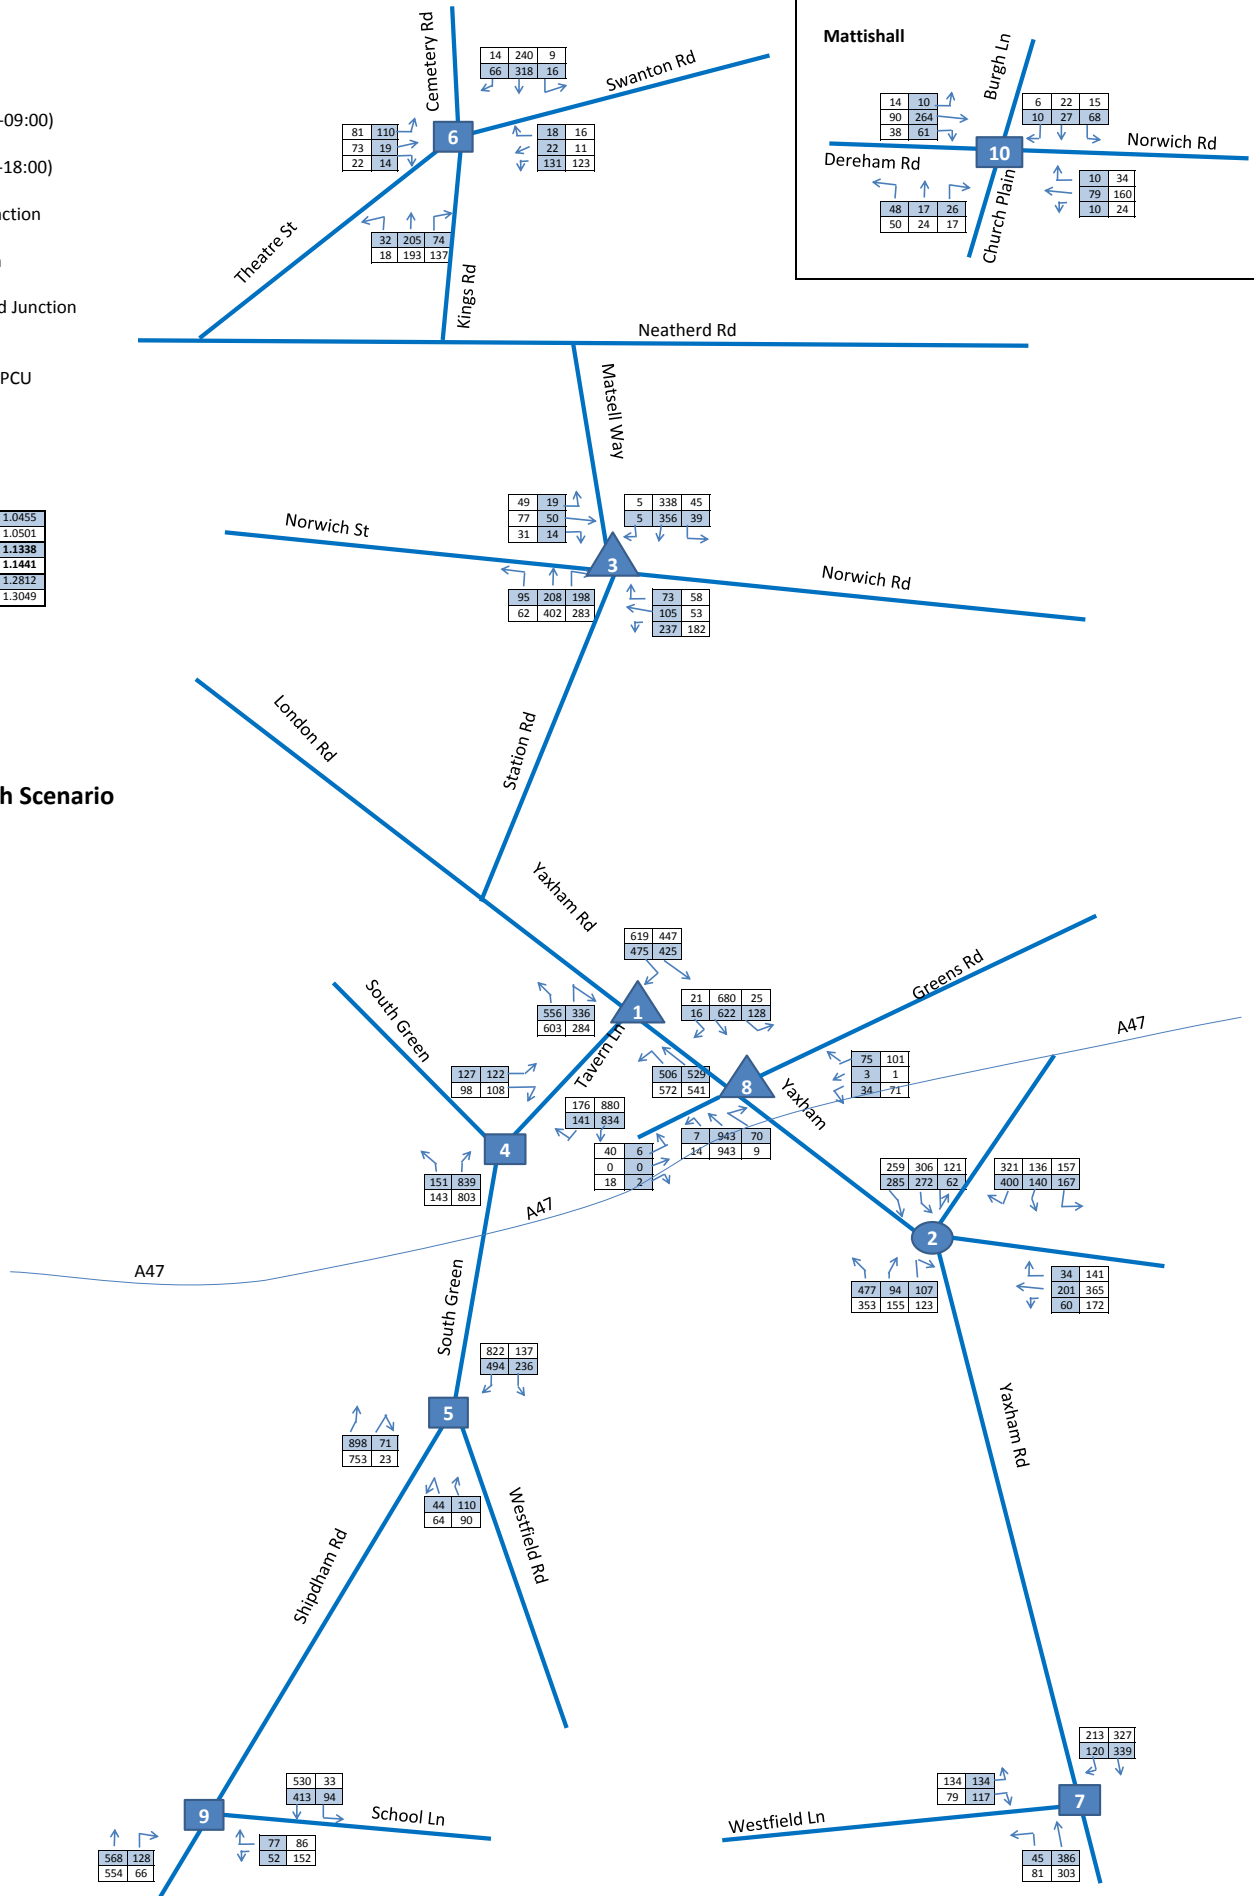 Cemetery Rd
14 240 9
66 318 16
Swanton Rd
-09:00)
81 110
73 19
22 14
6
18 16
22 11
131 123
-18:00)
nction
32 205 74
18 193 137
Theatre St
Kings Rd
d Junction
Neatherd Rd
Mattishall
Burgh Ln
14 10
90 264
38 61
6 22 15
10 27 68
Norwich Rd
10
Dereham Rd
48 17 26
50 24 17
Church Plain
10 34
79 160
10 24
PCU
Matsell Way
1.0455
1.0501
1.1338
1.1441
1.2812
1.3049
Norwich St
49 19
77 50
31 14
5 338 45
5 356 39
3
Norwich Rd
95 208 198
62 402 283
73 58
105 53
237 182
London Rd
Station Rd
h Scenario
Yaxham Rd
619 447
475 425
South Green
556 336
603 284
1
21 680 25
16 622 128
Greens Rd
A47
Tavern Ln
127 122
98 108
506 529
572 541
8
75 101
3 1
34 71
Yaxham
176 880
141 834
4
40 6
0 0
18 2
7 943 70
14 943 9
151 839
143 803
A47
259 306 121
285 272 62
321 136 157
400 140 167
2
A47
477 94 107
353 155 123
34 141
201 365
60 172
South Green
822 137
494 236
5
898 71
753 23
44 110
64 90
Westfield Rd
Yaxham Rd
Shipdham Rd
530 33
413 94
9
School Ln
568 128
554 66
77 86
52 152
213 327
120 339
134 134
79 117
7
Westfield Ln
45 386
81 303